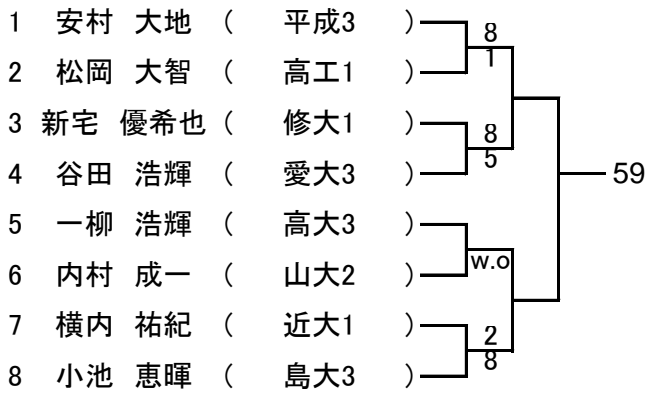 1 安村 大地 ( 平成3 )
8
1
2 松岡 大智 ( 高工1 )
3 新宅 優希也 ( 修大1 )
8
5
4 谷田 浩輝 ( 愛大3 )
59
5 一柳 浩輝 ( 高大3 )
w.o
6 内村 成一 ( 山大2 )
7 横内 祐紀 ( 近大1 )
2
8
8 小池 恵暉 ( 島大3 )